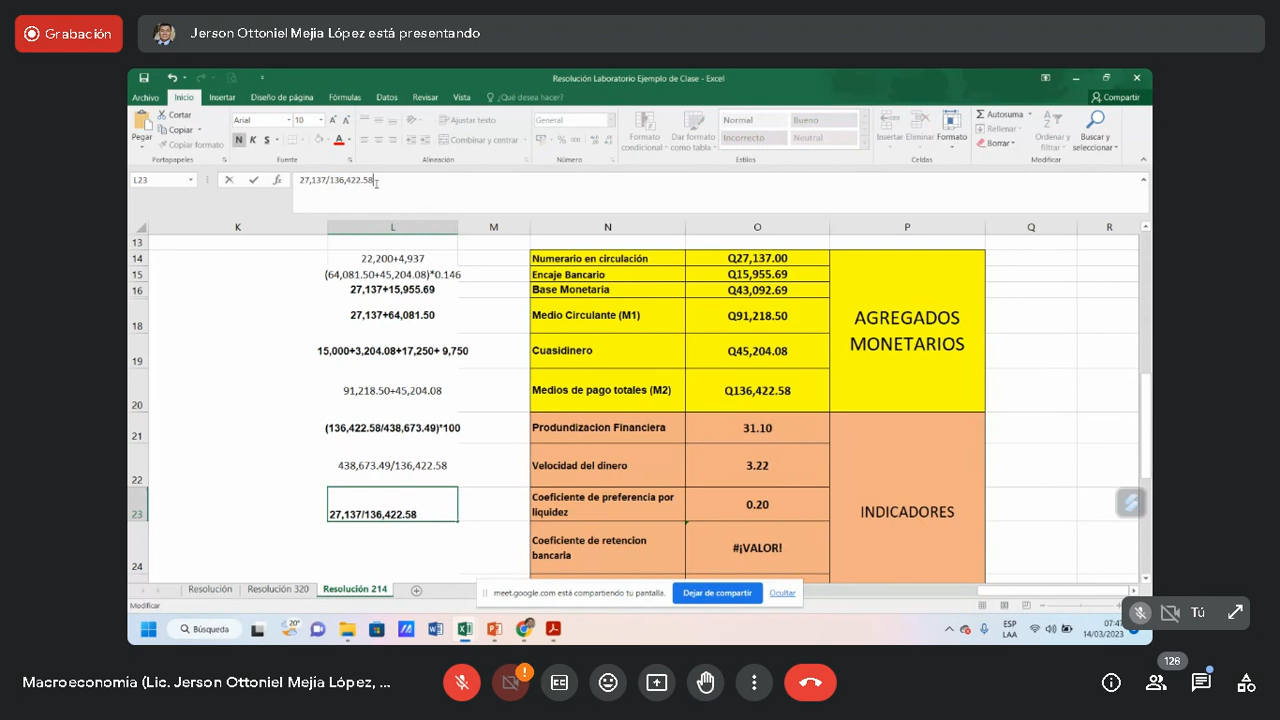 Grabación
Jerson Ottoniel Mejia López está presentando
Resolución Laboratorio Ejemplo de Clase - Excel
Archivo Inicio Insertar Diseño de página Fórmulas Datos Revisar Vista ¿Qué desea hacer? Compartir
Cortar
Copiar
Copiar formato
Pegar
Arial 10
N K S
Ajustar texto
Combinar y centrar
General
Formato condicional
Dar formato como tabla
Normal Bueno
Incorrecto Neutral
Insertar Eliminar Formato
Autosuma
Rellenar
Borrar
Ordenar y filtrar
Buscar y seleccionar
Portapapeles Fuente Alineación Número Estilos Celdas Modificar
L23 fx 27,137/136,422.58
K L M N O P Q R
13
14 22,200+4,937 Numerario en circulación Q27,137.00
15 (64,081.50+45,204.08)*0.146 Encaje Bancario Q15,955.69
16 27,137+15,955.69 Base Monetaria Q43,092.69
18 27,137+64,081.50 Medio Circulante (M1) Q91,218.50
AGREGADOS
MONETARIOS
19 15,000+3,204.08+17,250+ 9,750 Cuasidinero Q45,204.08
20 91,218.50+45,204.08 Medios de pago totales (M2) Q136,422.58
21 (136,422.58/438,673.49)*100 Produndizacion Financiera 31.10
22 438,673.49/136,422.58 Velocidad del dinero 3.22
23 27,137/136,422.58 Coeficiente de preferencia por
liquidez 0.20
INDICADORES
24 Coeficiente de retencion
bancaria #¡VALOR!
Resolución Resolución 320 Resolución 214
meet.google.com está compartiendo tu pantalla. Dejar de compartir Ocultar
Modificar
20°
Búsqueda
ESP
LAA
07:47
14/03/2023
Tú
126
Macroeconomia (Lic. Jerson Ottoniel Mejía López, ...